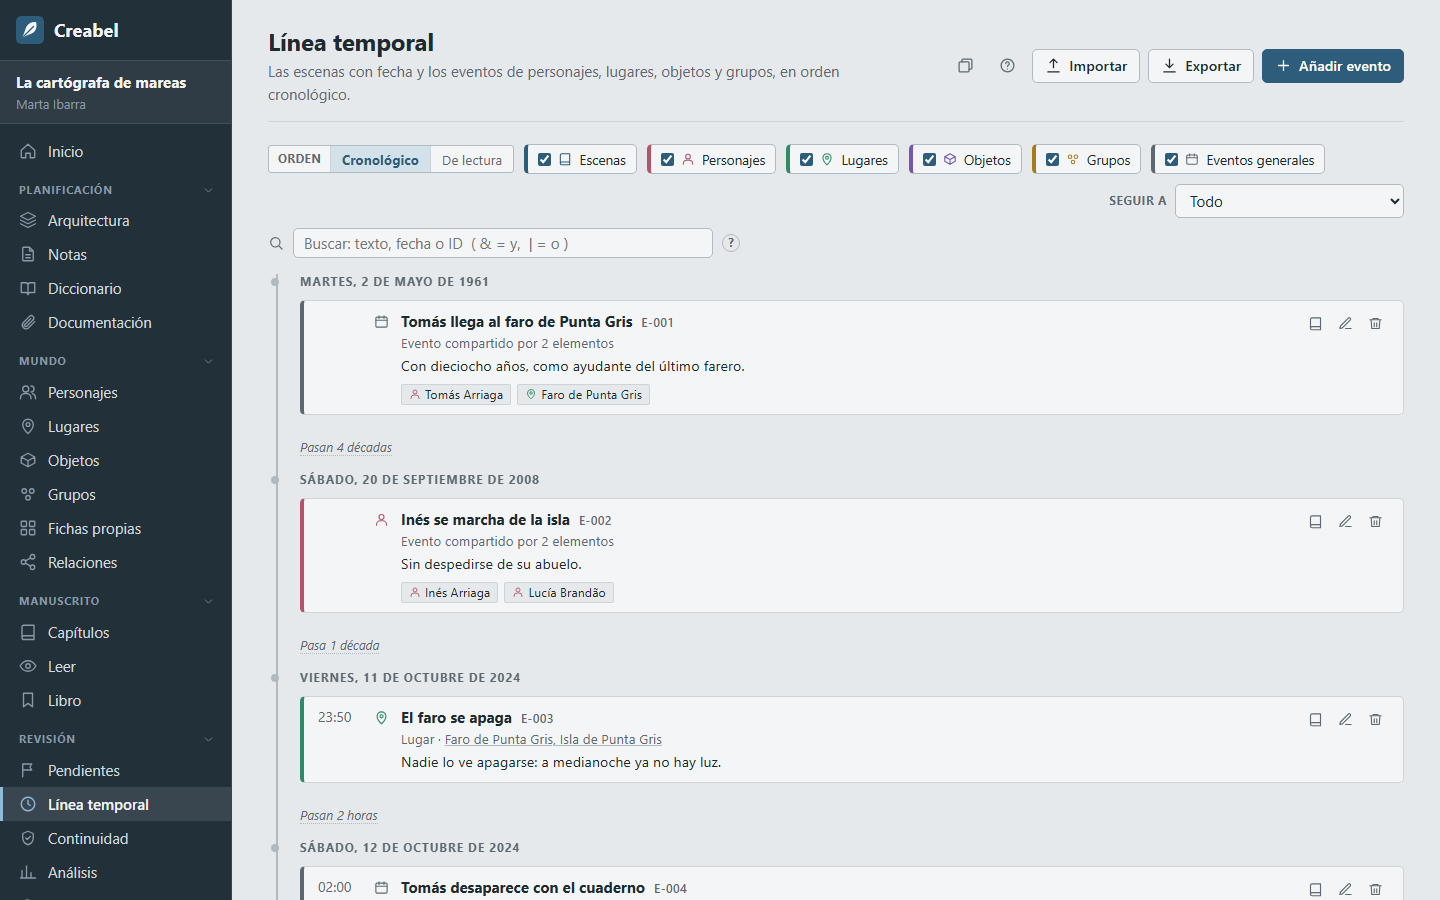 Creabel
La cartógrafa de mareas
Marta Ibarra
Inicio
PLANIFICACIÓN
Arquitectura
Notas
Diccionario
Documentación
MUNDO
Personajes
Lugares
Objetos
Grupos
Fichas propias
Relaciones
MANUSCRITO
Capítulos
Leer
Libro
REVISIÓN
Pendientes
Línea temporal
Continuidad
Análisis
Línea temporal
Las escenas con fecha y los eventos de personajes, lugares, objetos y grupos, en orden
cronológico.
Importar
Exportar
Añadir evento
ORDEN Cronológico De lectura Escenas Personajes Lugares Objetos Grupos Eventos generales
SEGUIR A Todo
Buscar: texto, fecha o ID ( & = y, | = o ) ?
MARTES, 2 DE MAYO DE 1961
Tomás llega al faro de Punta Gris E-001
Evento compartido por 2 elementos
Con dieciocho años, como ayudante del último farero.
Tomás Arriaga Faro de Punta Gris
Pasan 4 décadas
SÁBADO, 20 DE SEPTIEMBRE DE 2008
Inés se marcha de la isla E-002
Evento compartido por 2 elementos
Sin despedirse de su abuelo.
Inés Arriaga Lucía Brandão
Pasa 1 década
VIERNES, 11 DE OCTUBRE DE 2024
23:50 El faro se apaga E-003
Lugar · Faro de Punta Gris, Isla de Punta Gris
Nadie lo ve apagarse: a medianoche ya no hay luz.
Pasan 2 horas
SÁBADO, 12 DE OCTUBRE DE 2024
02:00 Tomás desaparece con el cuaderno E-004